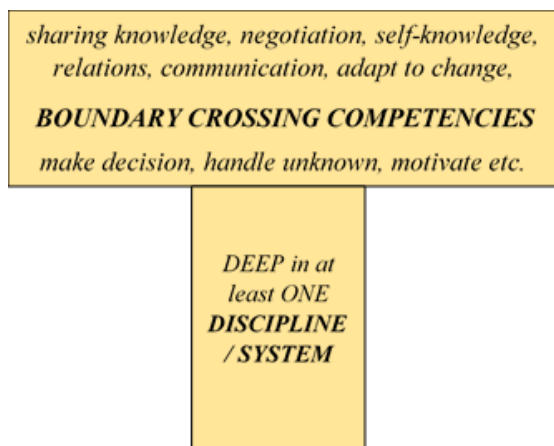 sharing knowledge, negotiation, self-knowledge,
relations, communication, adapt to change,
BOUNDARY CROSSING COMPETENCIES
make decision, handle unknown, motivate etc.
DEEP in at
least ONE
DISCIPLINE
/ SYSTEM